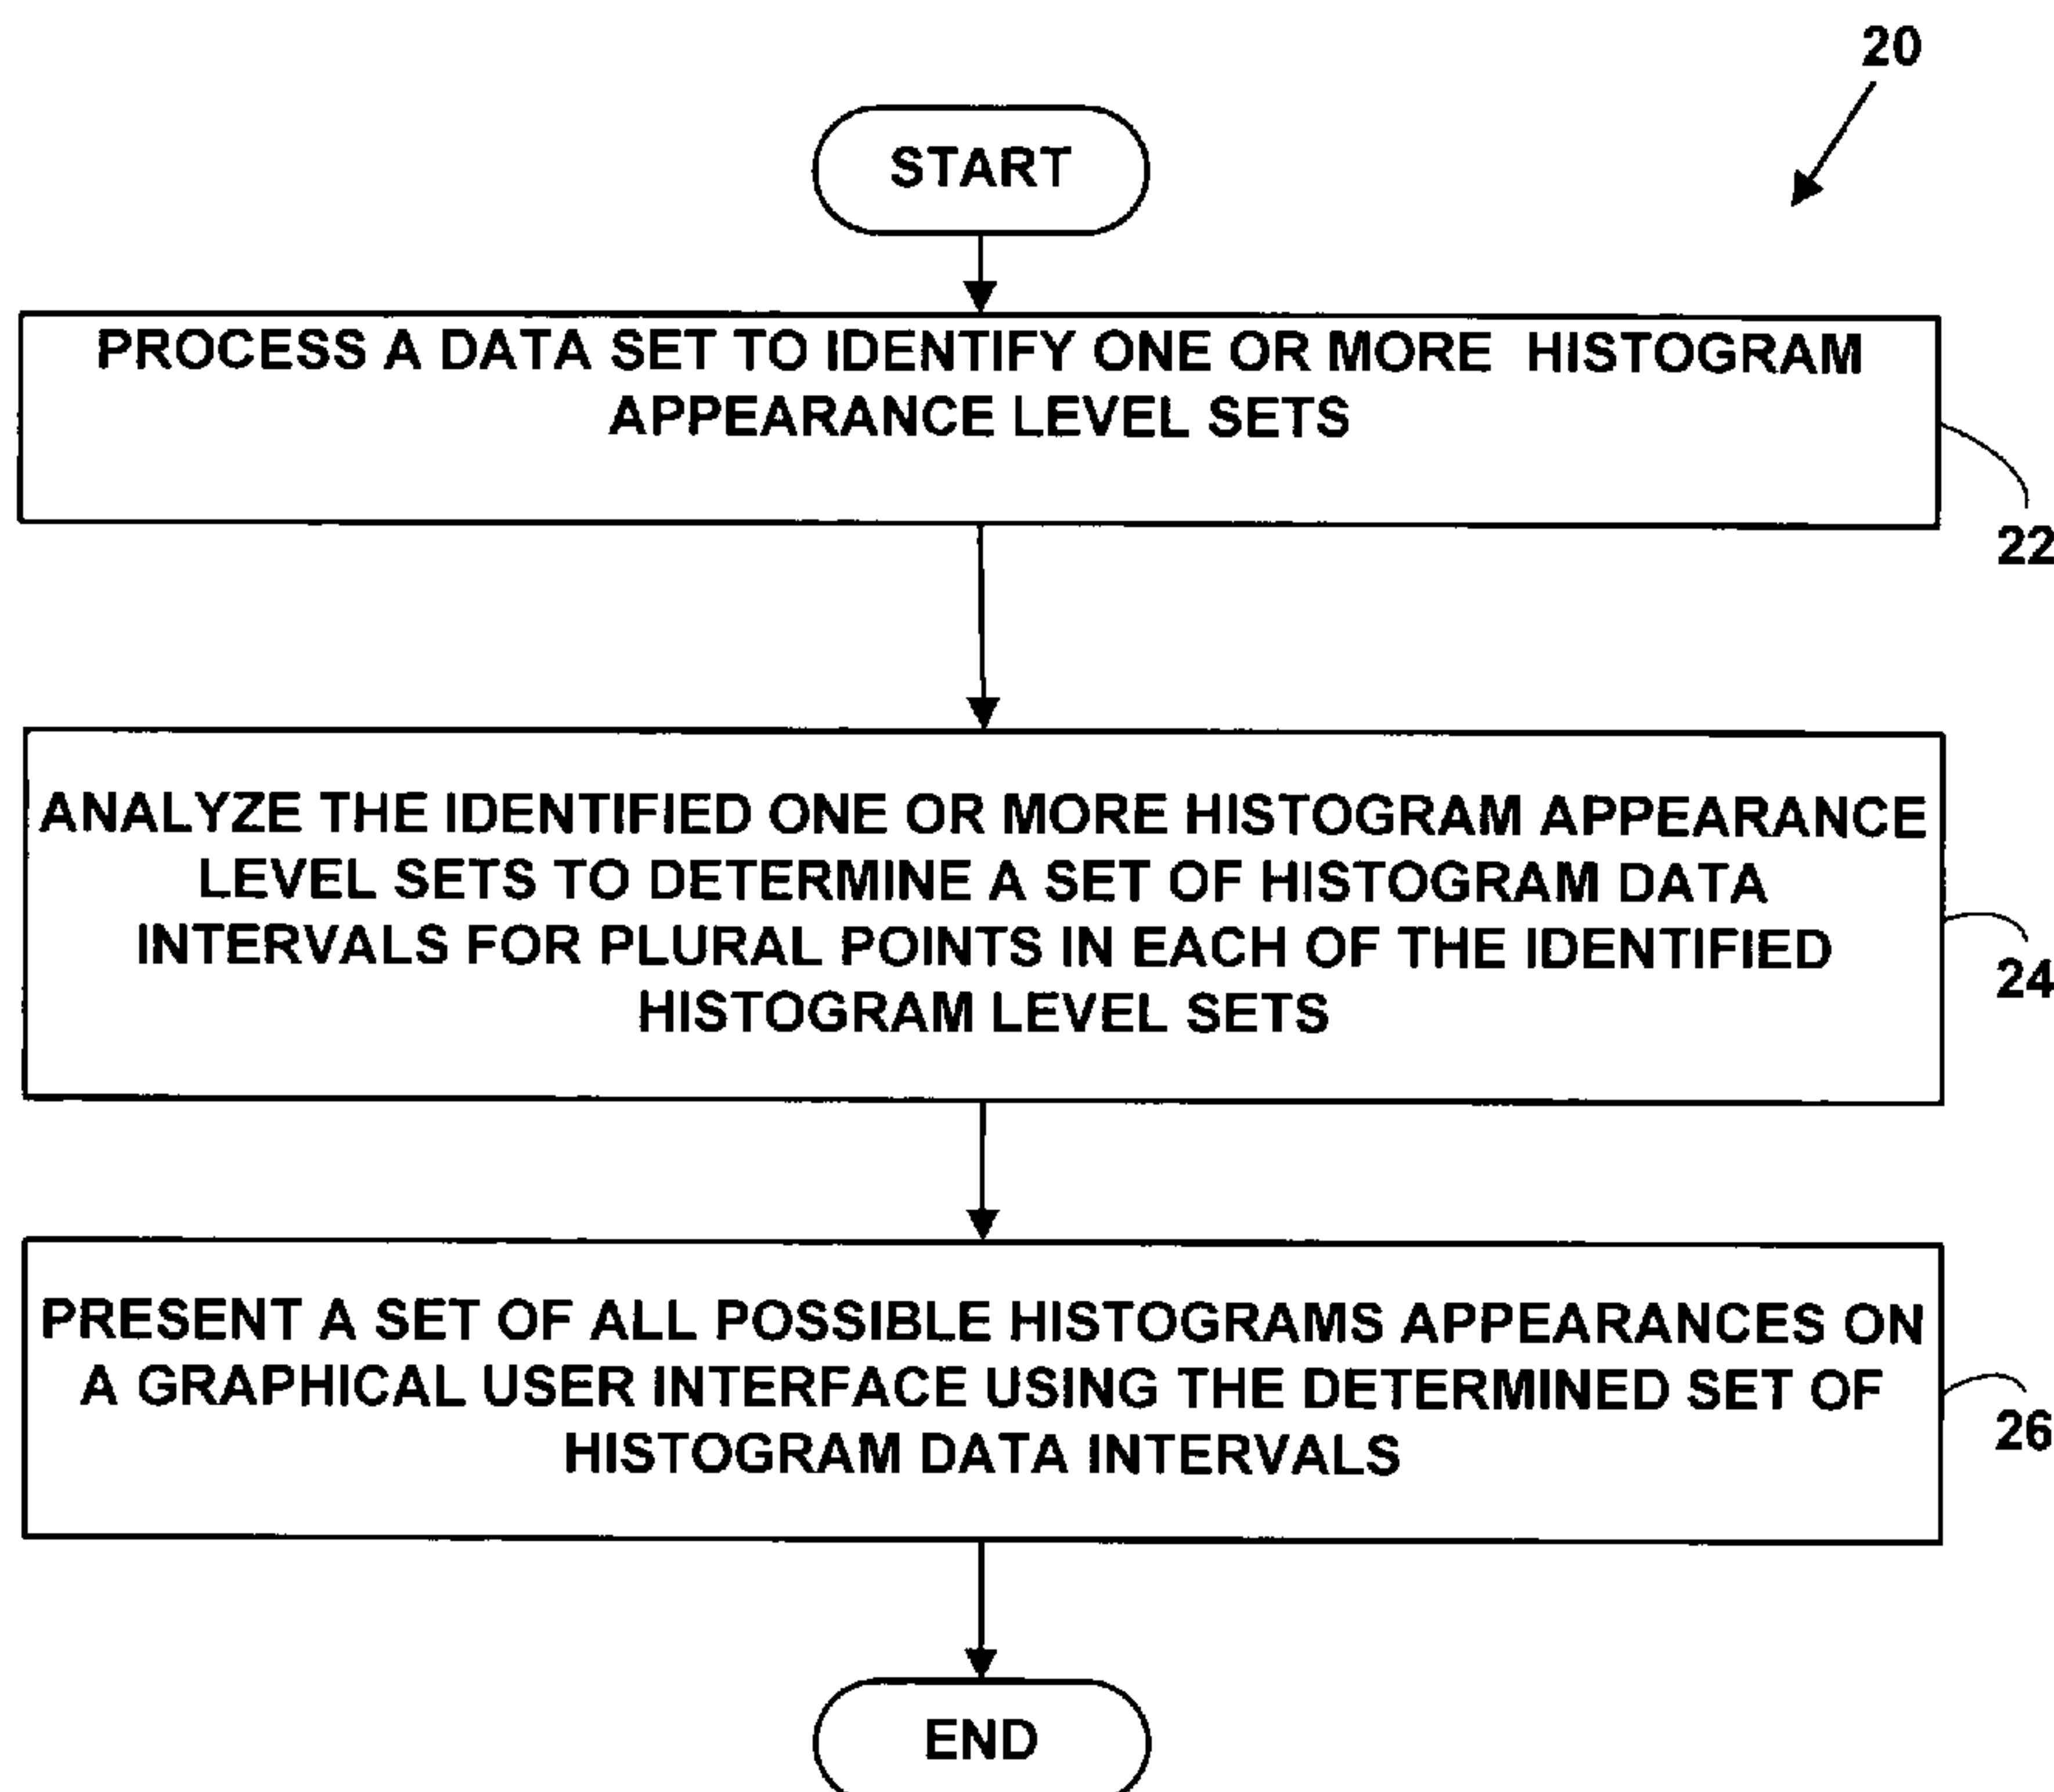 20
START
PROCESS A DATA SET TO IDENTIFY ONE OR MORE HISTOGRAM
APPEARANCE LEVEL SETS
22
ANALYZE THE IDENTIFIED ONE OR MORE HISTOGRAM APPEARANCE
LEVEL SETS TO DETERMINE A SET OF HISTOGRAM DATA
INTERVALS FOR PLURAL POINTS IN EACH OF THE IDENTIFIED
HISTOGRAM LEVEL SETS
24
PRESENT A SET OF ALL POSSIBLE HISTOGRAMS APPEARANCES ON
A GRAPHICAL USER INTERFACE USING THE DETERMINED SET OF
HISTOGRAM DATA INTERVALS
26
END